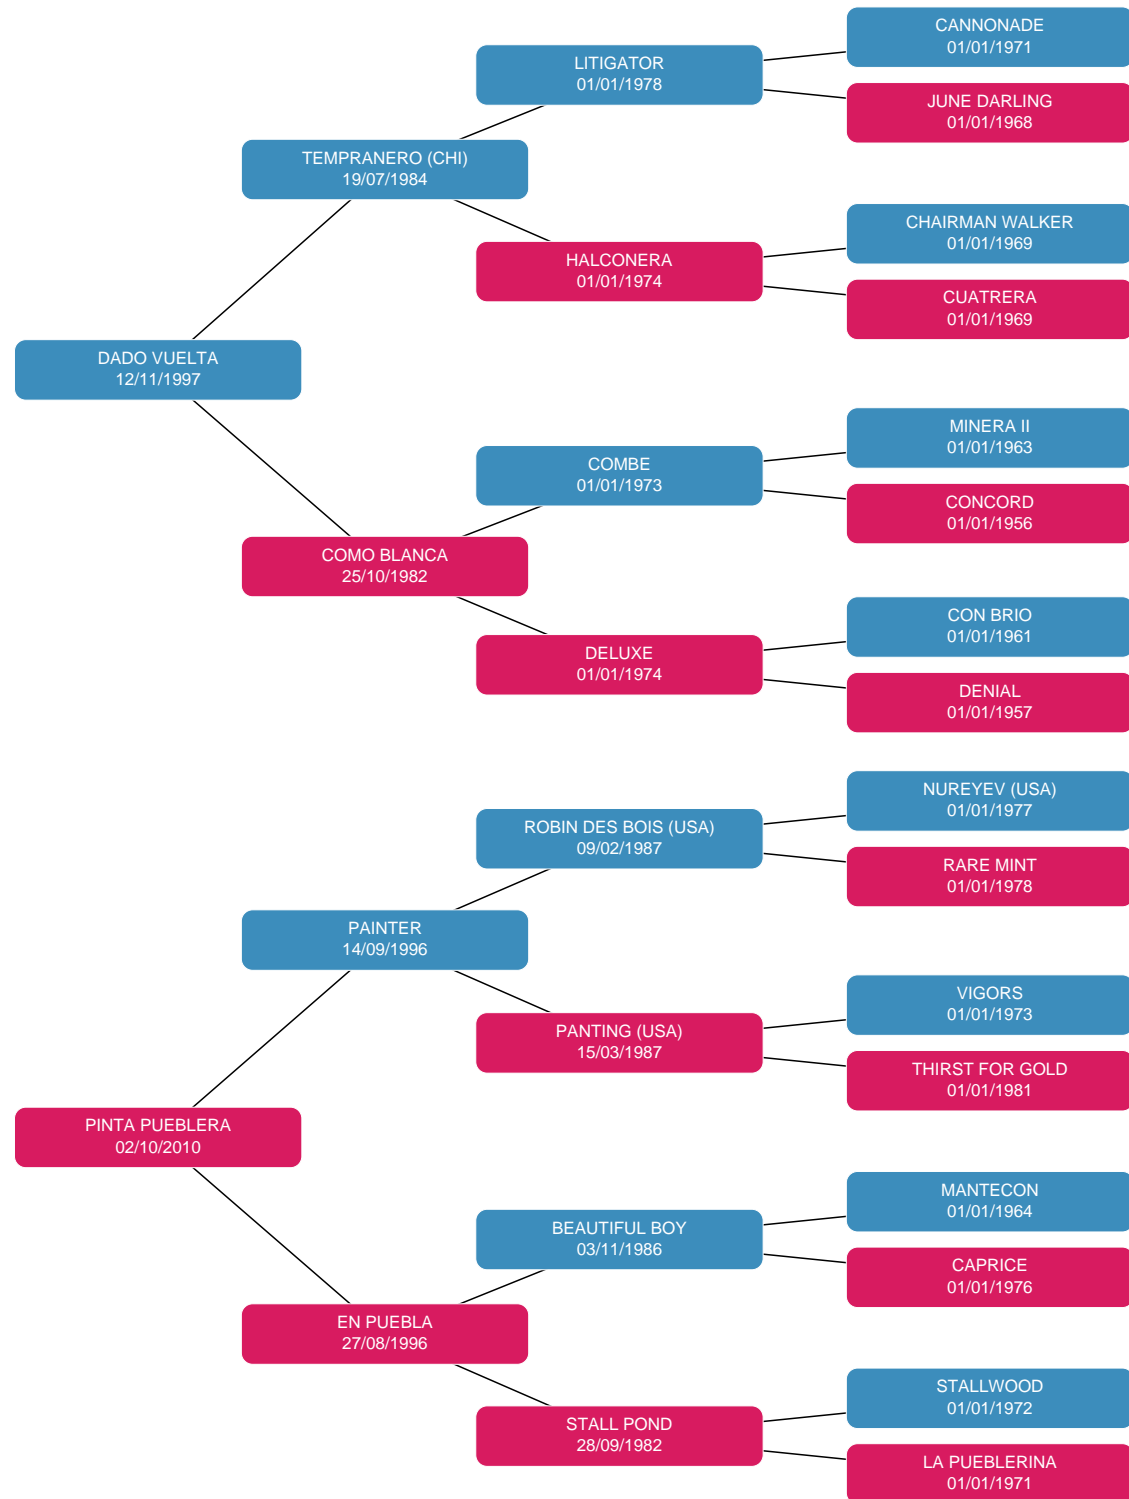 CANNONADE
01/01/1971
LITIGATOR
01/01/1978
JUNE DARLING
01/01/1968
TEMPRANERO (CHI)
19/07/1984
CHAIRMAN WALKER
01/01/1969
HALCONERA
01/01/1974
CUATRERA
01/01/1969
DADO VUELTA
12/11/1997
MINERA II
01/01/1963
COMBE
01/01/1973
CONCORD
01/01/1956
COMO BLANCA
25/10/1982
CON BRIO
01/01/1961
DELUXE
01/01/1974
DENIAL
01/01/1957
NUREYEV (USA)
01/01/1977
ROBIN DES BOIS (USA)
09/02/1987
RARE MINT
01/01/1978
PAINTER
14/09/1996
VIGORS
01/01/1973
PANTING (USA)
15/03/1987
THIRST FOR GOLD
01/01/1981
PINTA PUEBLERA
02/10/2010
MANTECON
01/01/1964
BEAUTIFUL BOY
03/11/1986
CAPRICE
01/01/1976
EN PUEBLA
27/08/1996
STALLWOOD
01/01/1972
STALL POND
28/09/1982
LA PUEBLERINA
01/01/1971